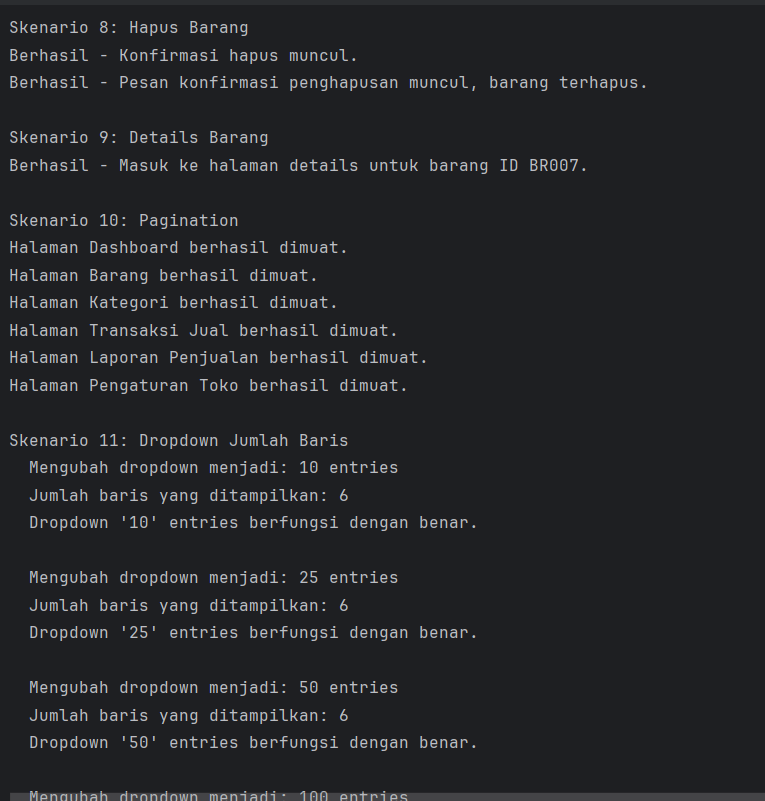 Skenario 8: Hapus Barang
Berhasil - Konfirmasi hapus muncul.
Berhasil - Pesan konfirmasi penghapusan muncul, barang terhapus.
Skenario 9: Details Barang
Berhasil - Masuk ke halaman details untuk barang ID BR007.
Skenario 10: Pagination
Halaman Dashboard berhasil dimuat.
Halaman Barang berhasil dimuat.
Halaman Kategori berhasil dimuat.
Halaman Transaksi Jual berhasil dimuat.
Halaman Laporan Penjualan berhasil dimuat.
Halaman Pengaturan Toko berhasil dimuat.
Skenario 11: Dropdown Jumlah Baris
Mengubah dropdown menjadi: 10 entries
Jumlah baris yang ditampilkan: 6
Dropdown '10' entries berfungsi dengan benar.
Mengubah dropdown menjadi: 25 entries
Jumlah baris yang ditampilkan: 6
Dropdown '25' entries berfungsi dengan benar.
Mengubah dropdown menjadi: 50 entries
Jumlah baris yang ditampilkan: 6
Dropdown '50' entries berfungsi dengan benar.
Mengubah dropdown menjadi: 100 entries